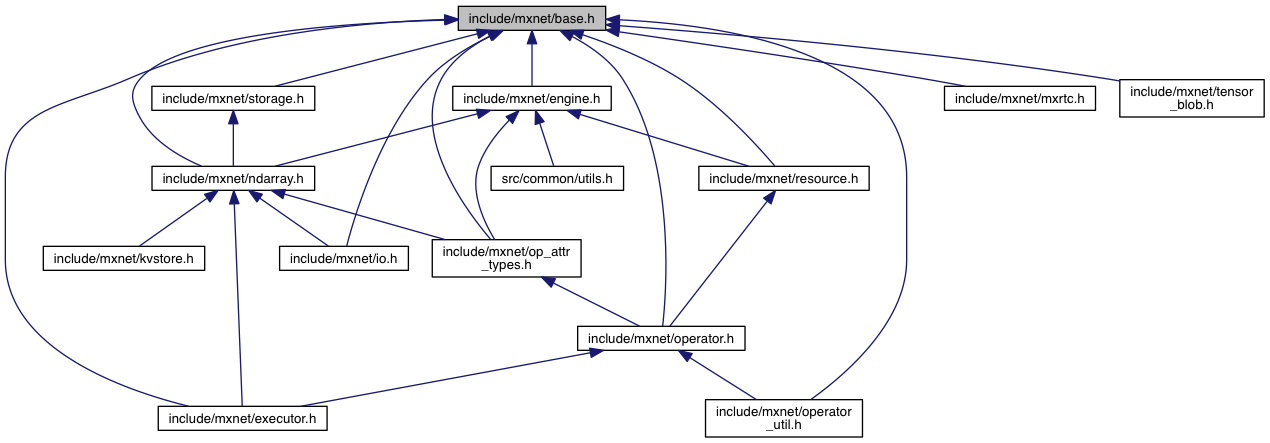 include/mxnet/base.h
include/mxnet/storage.h
include/mxnet/engine.h
include/mxnet/mxrtc.h
include/mxnet/tensor
_blob.h
include/mxnet/ndarray.h
src/common/utils.h
include/mxnet/resource.h
include/mxnet/kvstore.h
include/mxnet/io.h
include/mxnet/op_attr
_types.h
include/mxnet/operator.h
include/mxnet/executor.h
include/mxnet/operator
_util.h